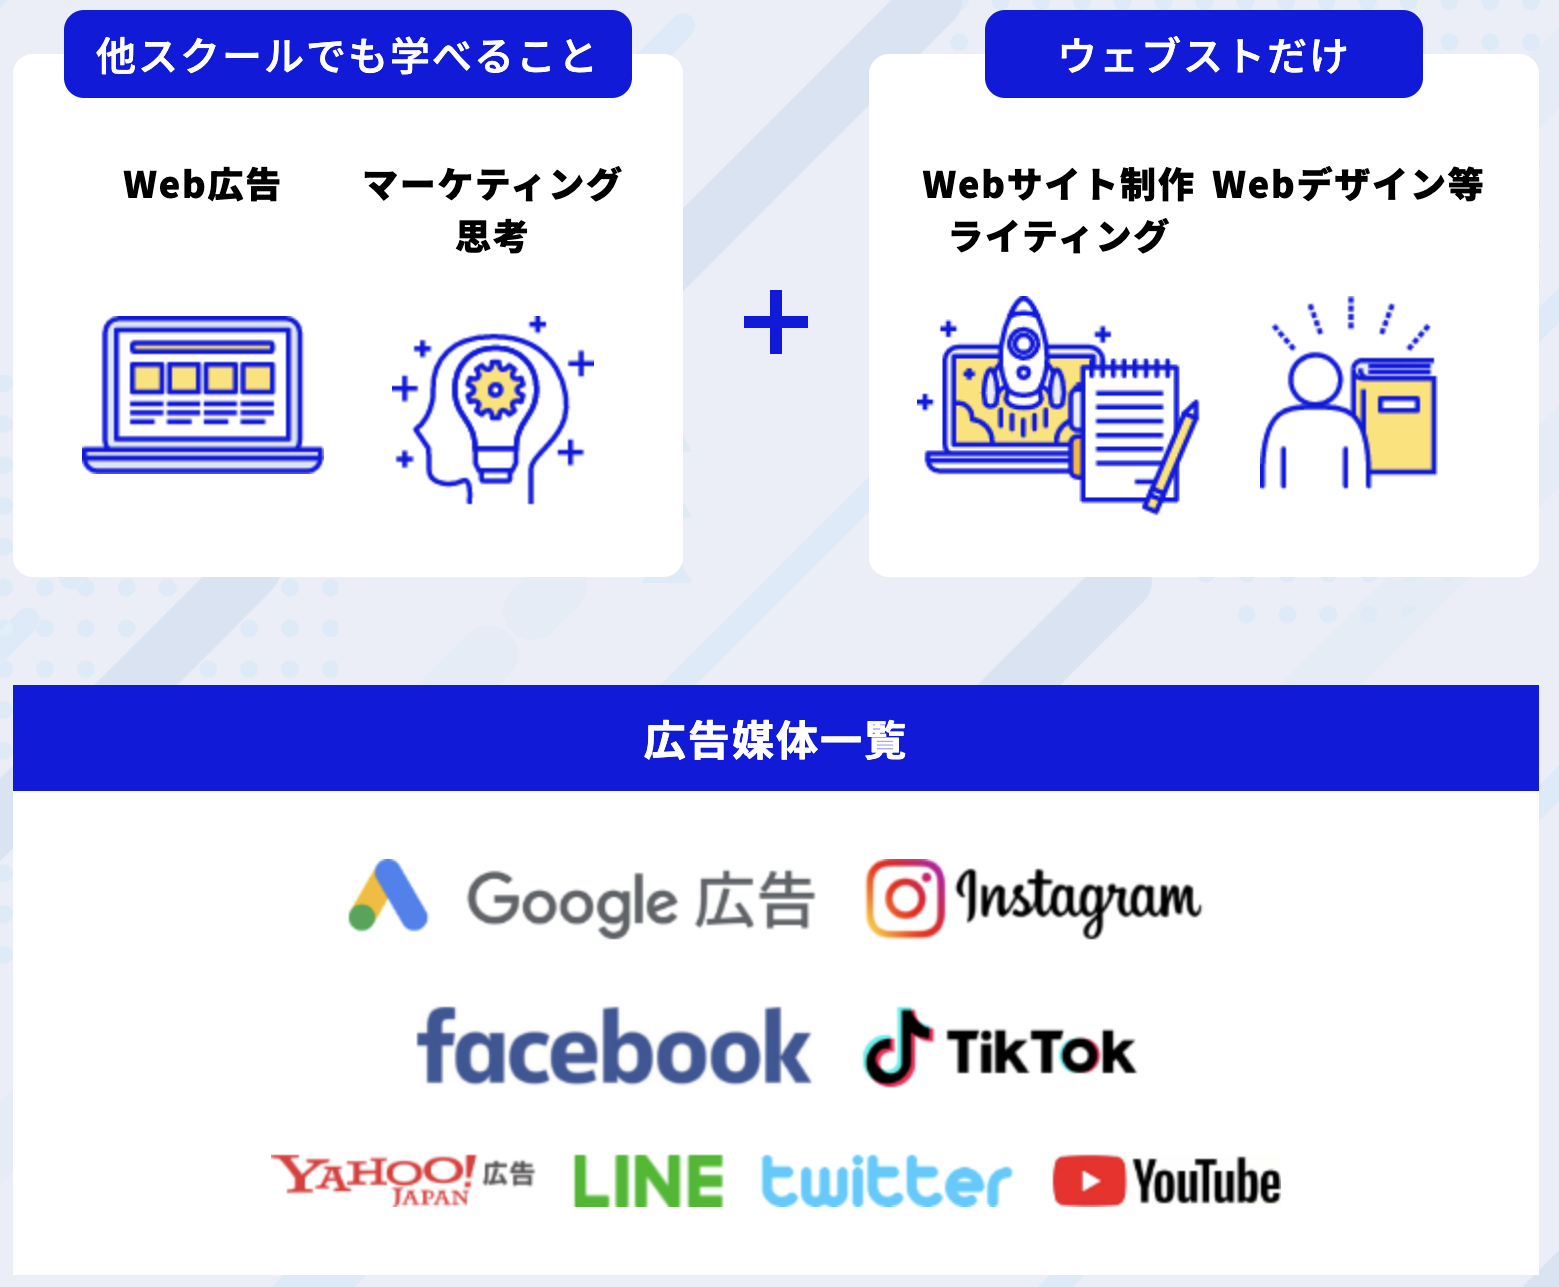 他スクールでも学べること
Web広告
マーケティング
思考
ウェブストだけ
Webサイト制作
ライティング
Webデザイン等
広告媒体一覧
Google 広告
Instagram
facebook
TikTok
YAHOO!
JAPAN
広告
LINE
twitter
YouTube